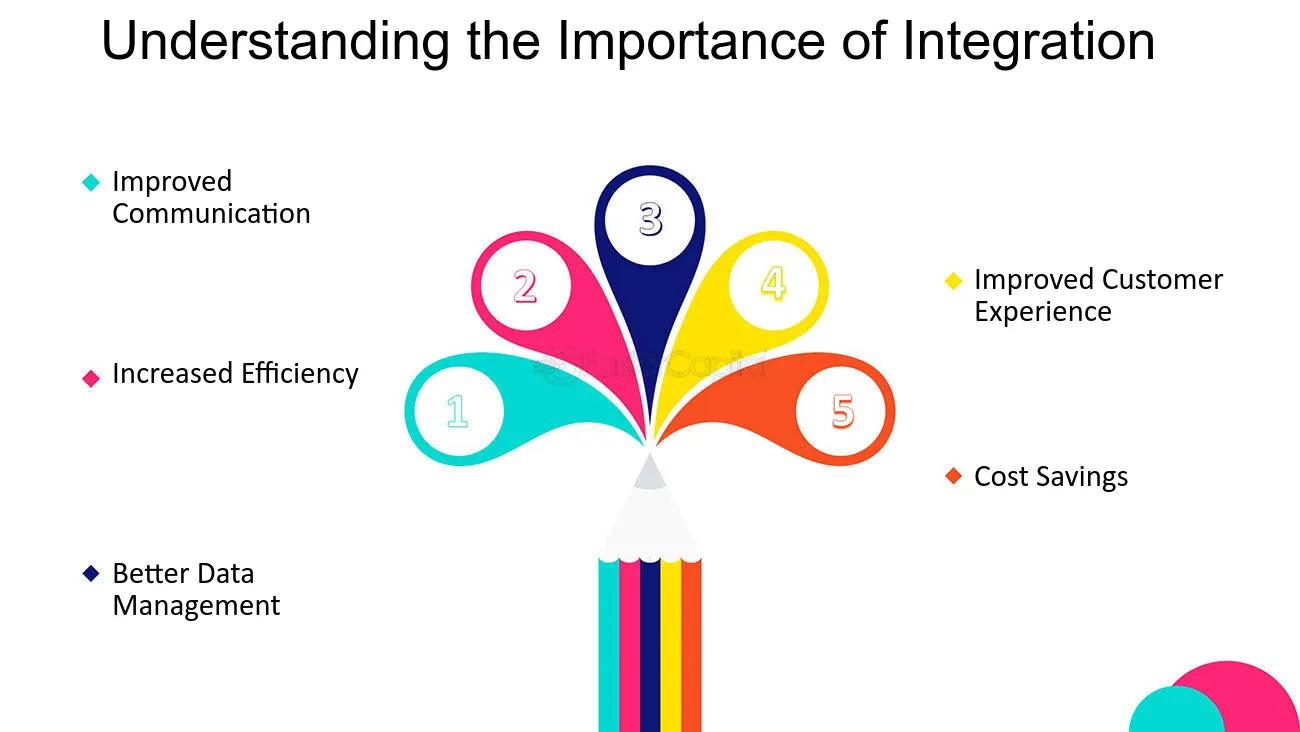 Understanding the Importance of Integration
Improved
Communication
Increased Efficiency
Better Data
Management
1
2
3
4
5
FasterCapital
Improved Customer
Experience
Cost Savings